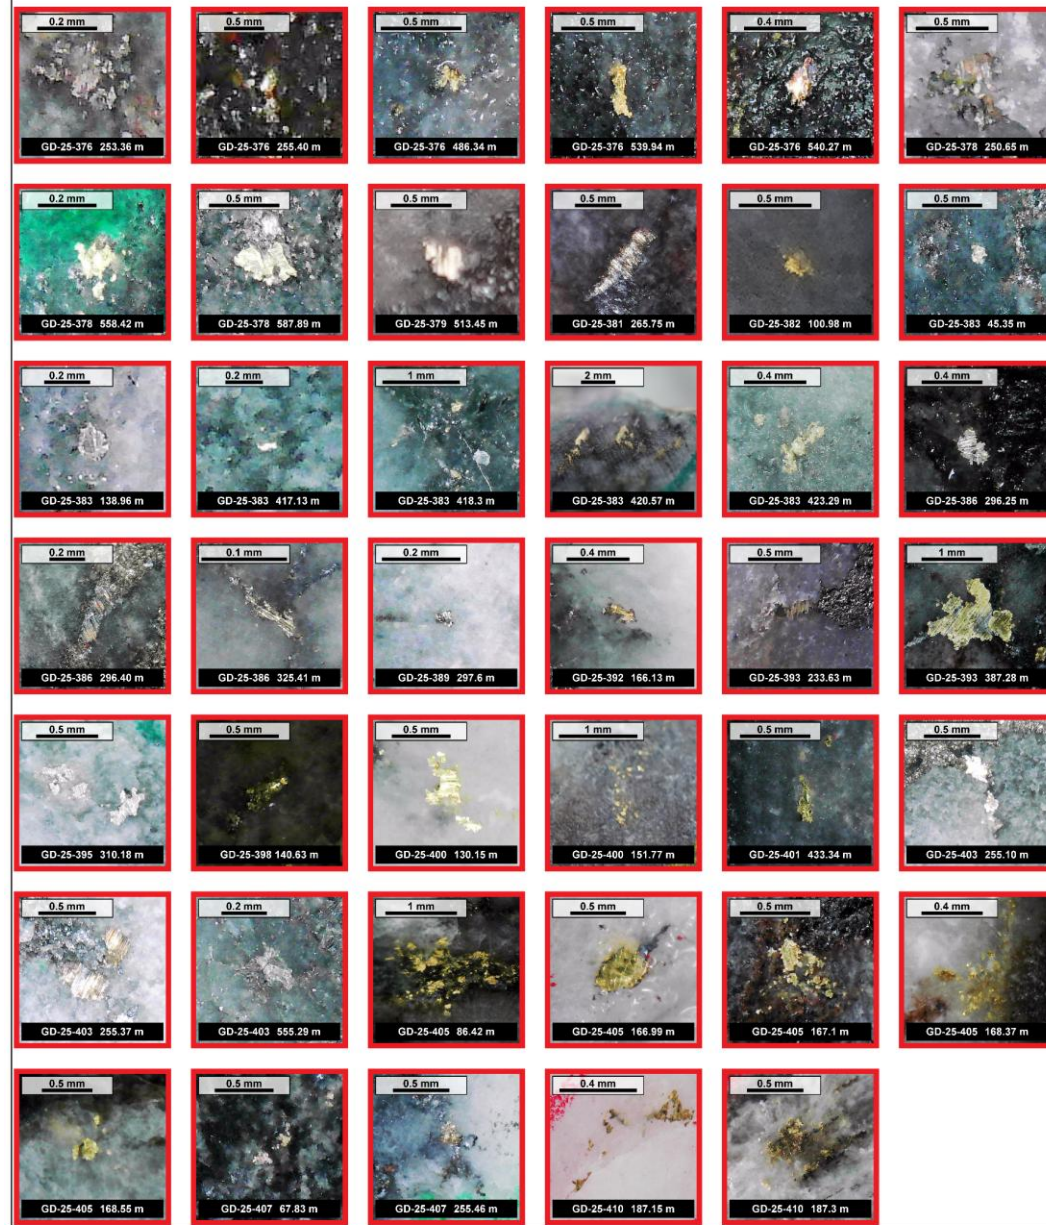 0.2 mm
GD-25-376 253.36 m
0.5 mm
GD-25-376 255.40 m
0.5 mm
GD-25-376 486.34 m
0.5 mm
GD-25-376 539.94 m
0.4 mm
GD-25-376 540.27 m
0.5 mm
GD-25-378 250.65 m
0.2 mm
GD-25-378 558.42 m
0.5 mm
GD-25-378 587.89 m
0.5 mm
GD-25-379 513.45 m
0.5 mm
GD-25-381 265.75 m
0.5 mm
GD-25-382 100.98 m
0.5 mm
GD-25-383 45.35 m
0.2 mm
GD-25-383 138.96 m
0.2 mm
GD-25-383 417.13 m
1 mm
GD-25-383 418.3 m
2 mm
GD-25-383 420.57 m
0.4 mm
GD-25-383 423.29 m
0.4 mm
GD-25-386 296.25 m
0.2 mm
GD-25-386 296.40 m
0.1 mm
GD-25-386 325.41 m
0.2 mm
GD-25-389 297.6 m
0.4 mm
GD-25-392 166.13 m
0.5 mm
GD-25-393 233.63 m
1 mm
GD-25-393 387.28 m
0.5 mm
GD-25-395 310.18 m
0.5 mm
GD-25-398 140.63 m
0.5 mm
GD-25-400 130.15 m
1 mm
GD-25-400 151.77 m
0.5 mm
GD-25-401 433.34 m
0.5 mm
GD-25-403 255.10 m
0.5 mm
GD-25-403 255.37 m
0.2 mm
GD-25-403 555.29 m
1 mm
GD-25-405 86.42 m
0.5 mm
GD-25-405 166.99 m
0.5 mm
GD-25-405 167.1 m
0.4 mm
GD-25-405 168.37 m
0.5 mm
GD-25-405 168.55 m
0.5 mm
GD-25-407 67.83 m
0.5 mm
GD-25-407 255.46 m
0.4 mm
GD-25-410 187.15 m
0.5 mm
GD-25-410 187.3 m